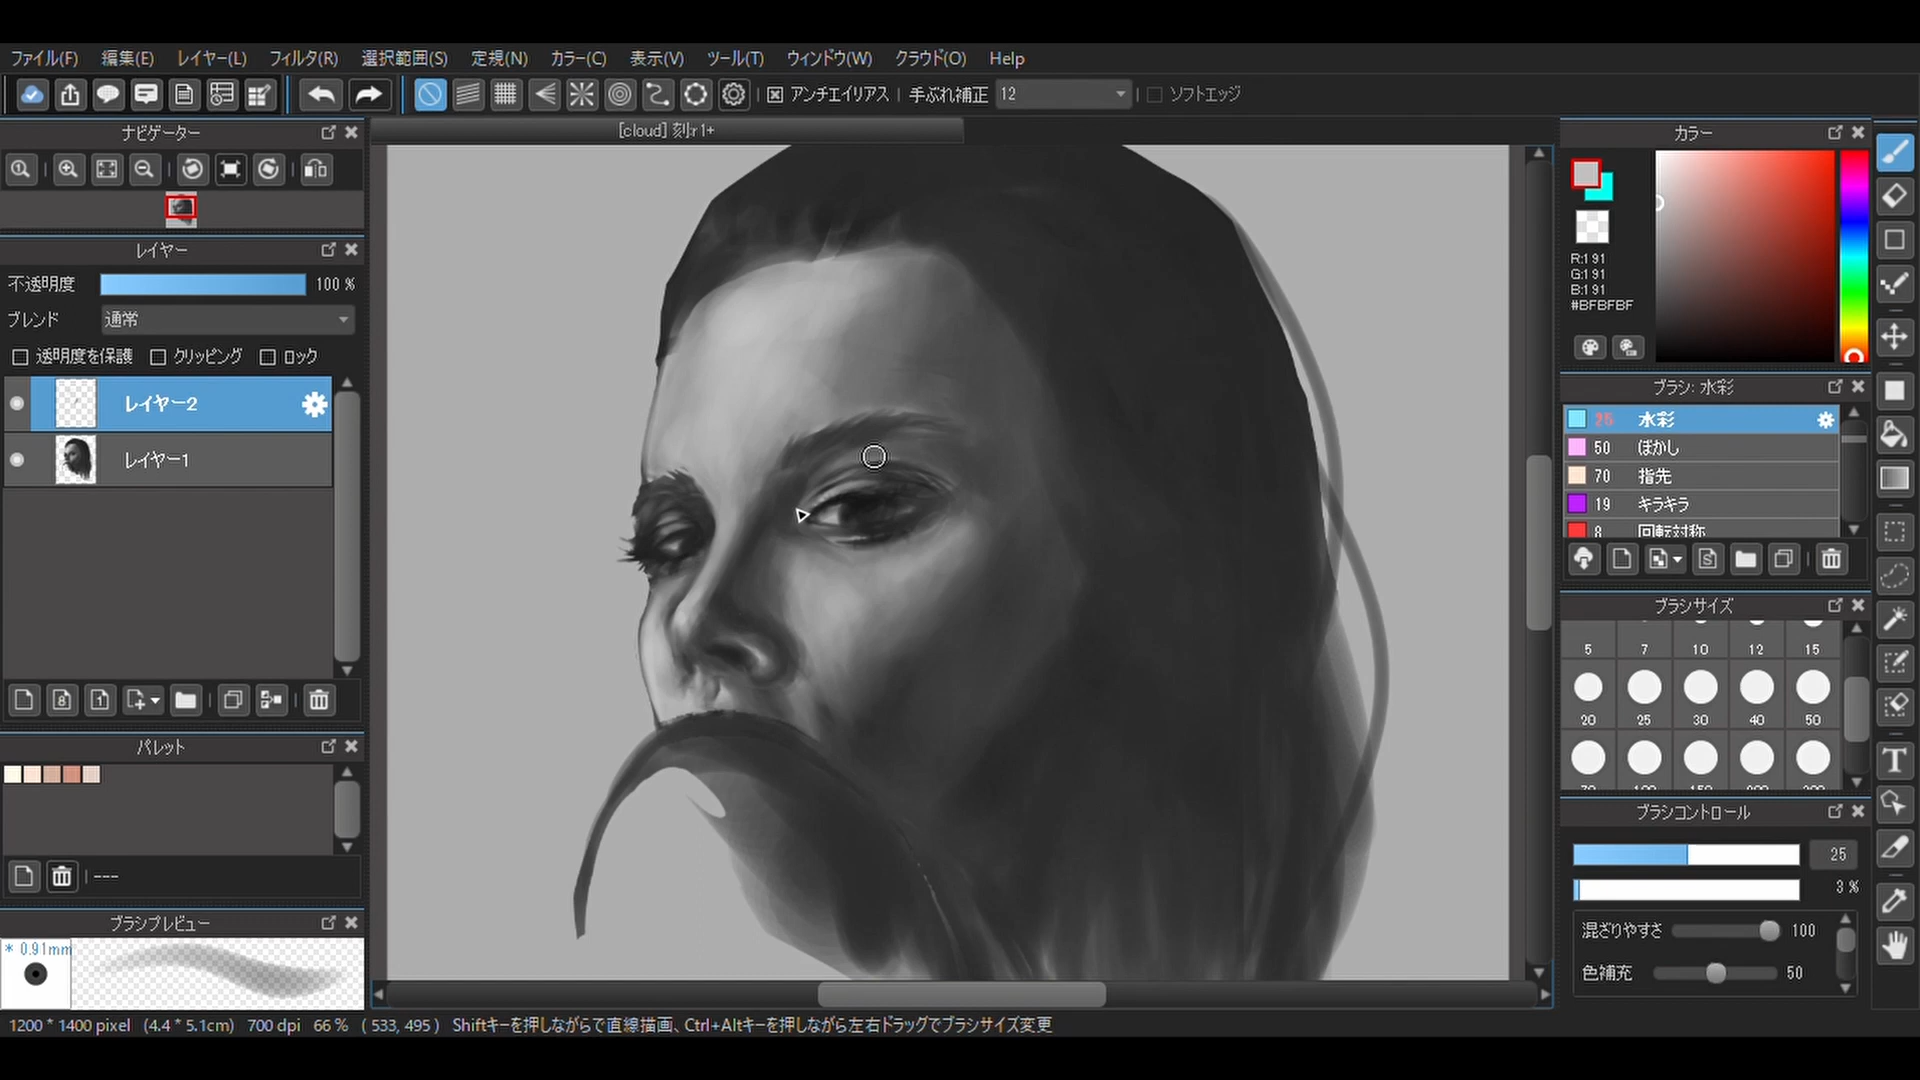 ファイル(F) 編集(E) レイヤー(L) フィルタ(R) 選択範囲(S) 定規(N) カラー(C) 表示(V) ツール(T) ウィンドウ(W) クラウド(O) Help
アンチエイリアス 手ぶれ補正 12 ソフトエッジ
ナビゲーター
[cloud]
レイヤー
不透明度 100 %
ブレンド 通常
透明度を保護 クリッピング ロック
レイヤー2
レイヤー1
パレット
---
ブラシプレビュー
* 0.91mm
カラー
R:191
G:191
B:191
#BFBFBF
ブラシ: 水彩
25 水彩
50 ぼかし
70 指先
19 キラキラ
8 回転対称
ブラシサイズ
5 7 10 12 15
20 25 30 40 50
ブラシコントロール
25
3 %
混ざりやすさ 100
色補充 50
T
1200 * 1400 pixel (4.4 * 5.1cm) 700 dpi 66 % ( 533, 495 ) Shiftキーを押しながらで直線描画、Ctrl+Altキーを押しながら左右ドラッグでブラシサイズ変更